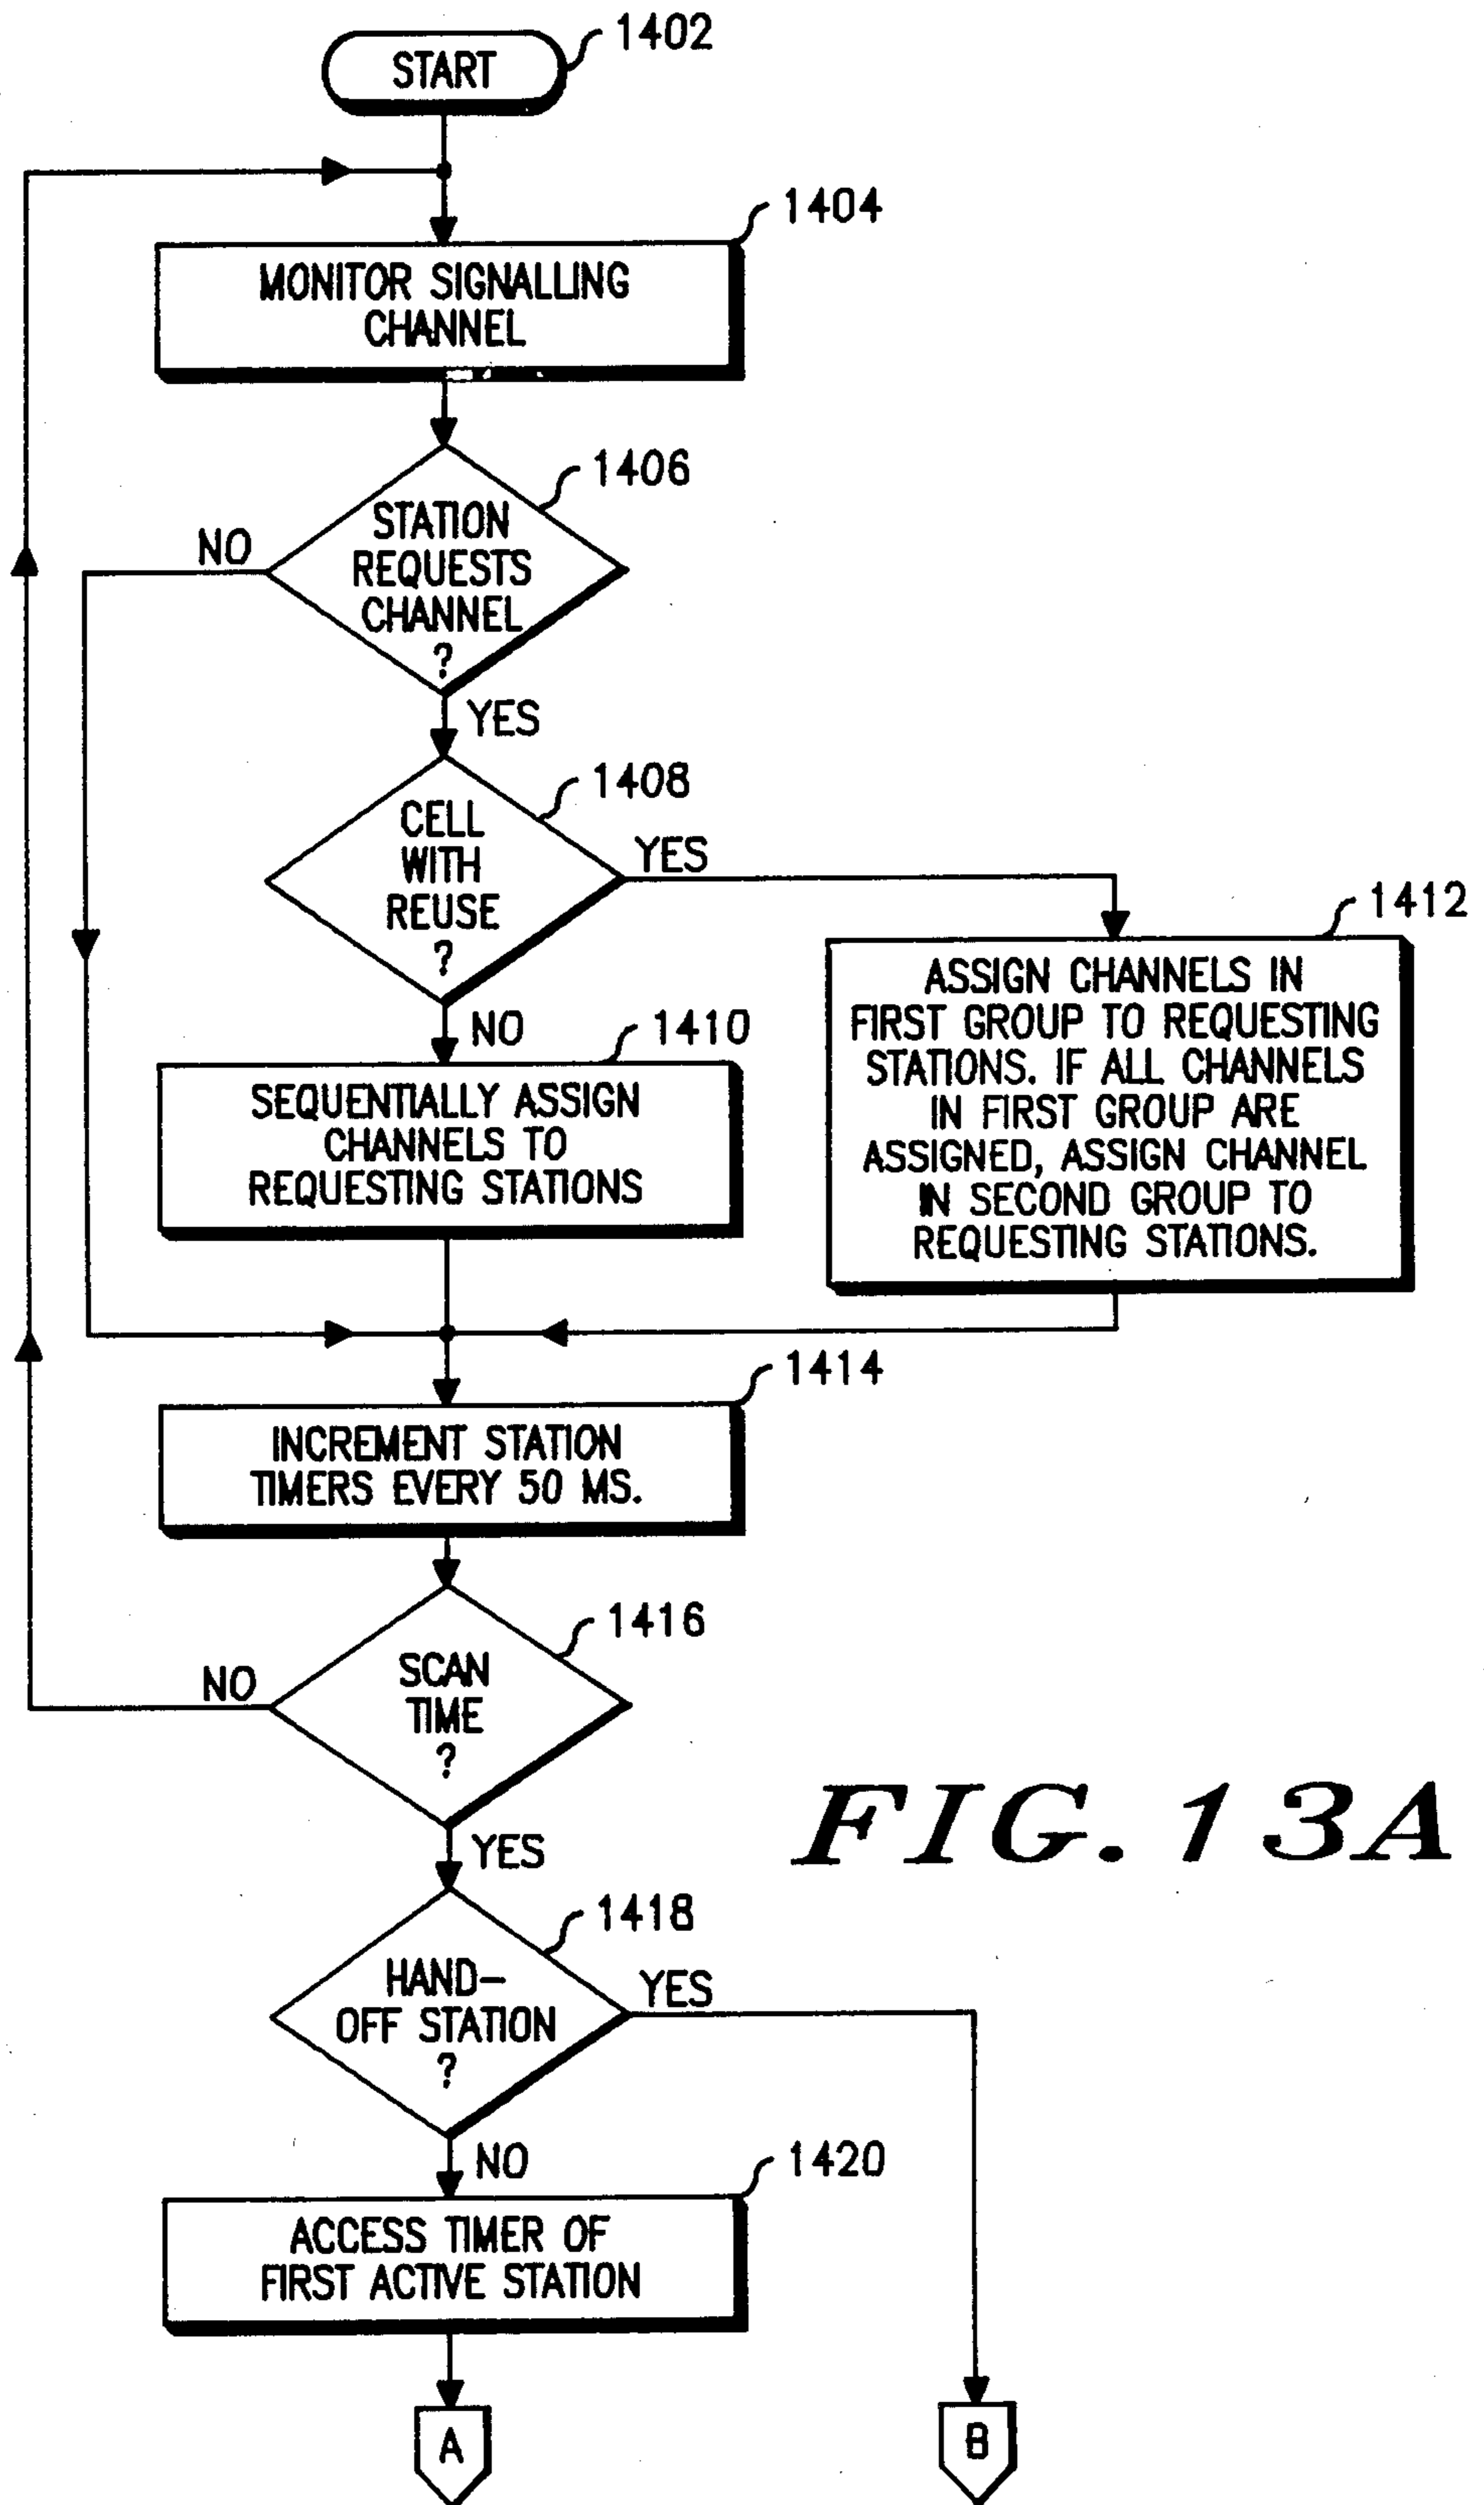 1402
START
1404
MONITOR SIGNALLING
CHANNEL
1406
STATION
REQUESTS
CHANNEL
?
NO
YES
1408
CELL
WITH
REUSE
?
YES
NO
1410
SEQUENTIALLY ASSIGN
CHANNELS TO
REQUESTING STATIONS
1412
ASSIGN CHANNELS IN
FIRST GROUP TO REQUESTING
STATIONS. IF ALL CHANNELS
IN FIRST GROUP ARE
ASSIGNED, ASSIGN CHANNEL
IN SECOND GROUP TO
REQUESTING STATIONS.
1414
INCREMENT STATION
TIMERS EVERY 50 MS.
1416
SCAN
TIME
?
NO
YES
FIG. 13A
1418
HAND-
OFF STATION
?
YES
NO
1420
ACCESS TIMER OF
FIRST ACTIVE STATION
A
B